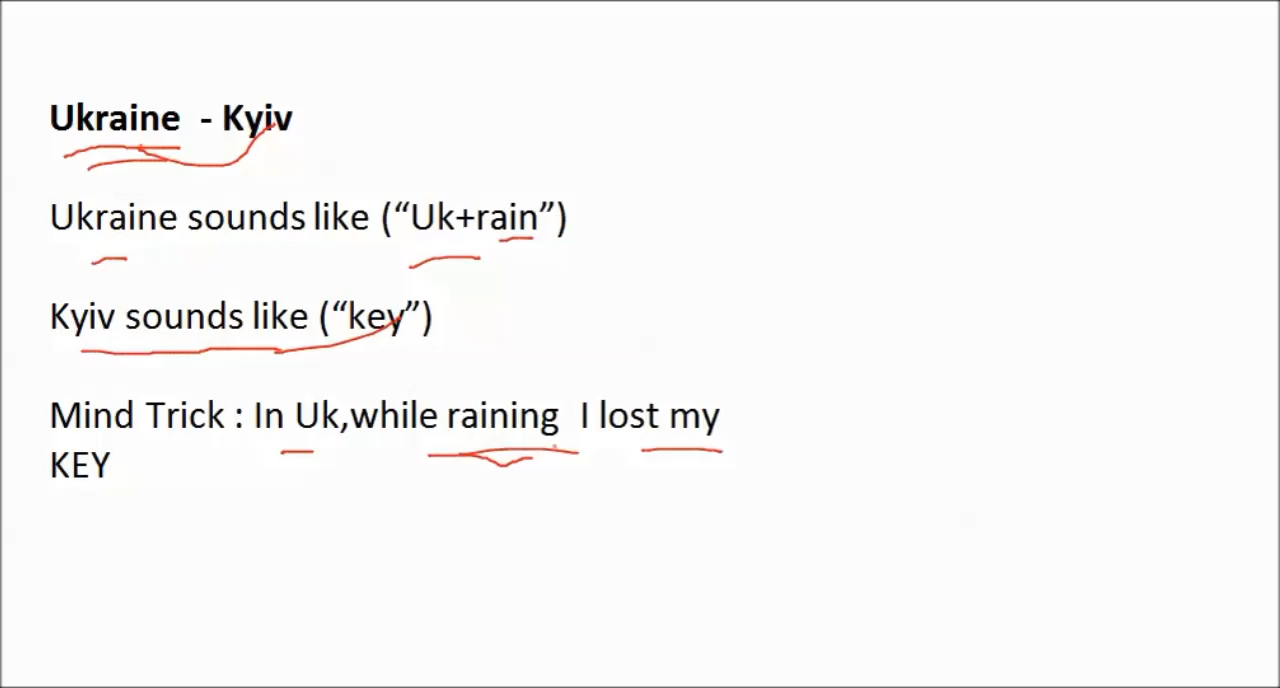 Ukraine - Kyiv
Ukraine sounds like (“Uk+rain”)
Kyiv sounds like (“key”)
Mind Trick : In Uk,while raining I lost my
KEY